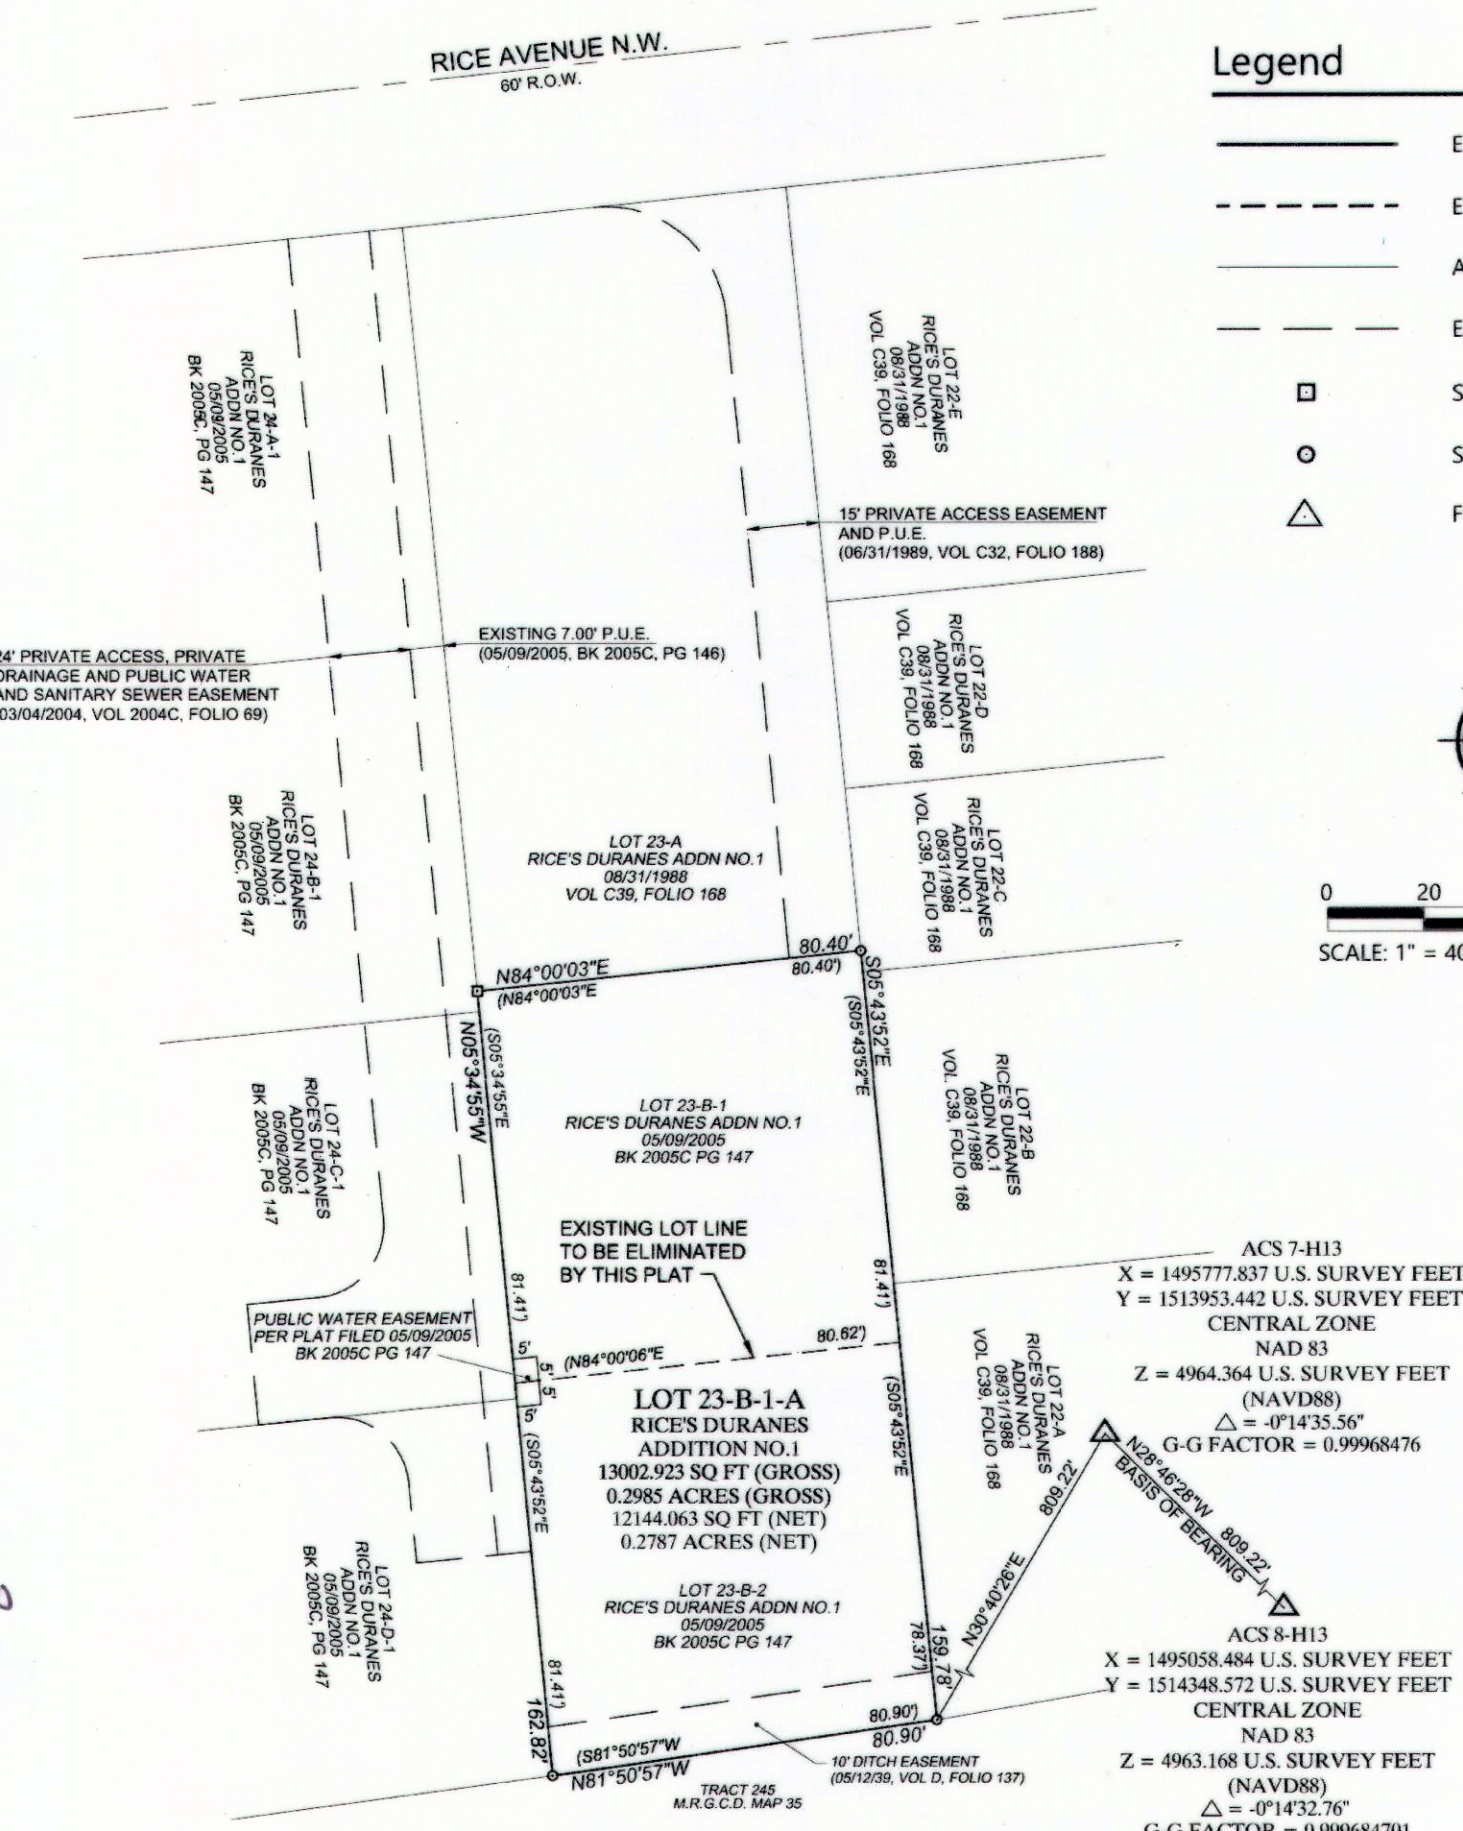 RICE AVENUE N.W.
60' R.O.W.
Legend
E
E
A
E
S
S
F
LOT 24-A-1
RICE'S DURANES
ADDN NO.1
05/09/2005
BK 2005C, PG 147
LOT 22-E
RICE'S DURANES
ADDN NO.1
08/31/1988
VOL C39, FOLIO 168
15' PRIVATE ACCESS EASEMENT
AND P.U.E.
(06/31/1989, VOL C32, FOLIO 188)
EXISTING 7.00' P.U.E.
(05/09/2005, BK 2005C, PG 146)
24' PRIVATE ACCESS, PRIVATE
DRAINAGE AND PUBLIC WATER
AND SANITARY SEWER EASEMENT
03/04/2004, VOL 2004C, FOLIO 69)
LOT 22-D
RICE'S DURANES
ADDN NO.1
08/31/1988
VOL C39, FOLIO 168
LOT 24-B-1
RICE'S DURANES
ADDN NO.1
05/09/2005
BK 2005C, PG 147
LOT 23-A
RICE'S DURANES ADDN NO.1
08/31/1988
VOL C39, FOLIO 168
LOT 22-C
RICE'S DURANES
ADDN NO.1
08/31/1988
VOL C39, FOLIO 168
0 20
SCALE: 1" = 40
N84°00'03"E 80.40'
(N84°00'03"E 80.40')
N05°34'55"W
(S05°34'55"E
S05°43'52"E
(S05°43'52"E
LOT 24-C-1
RICE'S DURANES
ADDN NO.1
05/09/2005
BK 2005C, PG 147
LOT 23-B-1
RICE'S DURANES ADDN NO.1
05/09/2005
BK 2005C PG 147
LOT 22-B
RICE'S DURANES
ADDN NO.1
08/31/1988
VOL C39, FOLIO 168
EXISTING LOT LINE
TO BE ELIMINATED
BY THIS PLAT
81.41')
81.41')
PUBLIC WATER EASEMENT
PER PLAT FILED 05/09/2005
BK 2005C PG 147
5'
5'
5'
5'
(N84°00'06"E 80.62')
LOT 23-B-1-A
RICE'S DURANES
ADDITION NO.1
13002.923 SQ FT (GROSS)
0.2985 ACRES (GROSS)
12144.063 SQ FT (NET)
0.2787 ACRES (NET)
(S05°43'52"E
(S05°43'52"E
LOT 22-A
RICE'S DURANES
ADDN NO.1
08/31/1988
VOL C39, FOLIO 168
ACS 7-H13
X = 1495777.837 U.S. SURVEY FEET
Y = 1513953.442 U.S. SURVEY FEET
CENTRAL ZONE
NAD 83
Z = 4964.364 U.S. SURVEY FEET
(NAVD88)
△ = -0°14'35.56"
G-G FACTOR = 0.99968476
N28°46'28"W 809.22'
BASIS OF BEARING
N30°40'26"E 809.22'
LOT 24-D-1
RICE'S DURANES
ADDN NO.1
05/09/2005
BK 2005C, PG 147
LOT 23-B-2
RICE'S DURANES ADDN NO.1
05/09/2005
BK 2005C PG 147
81.41')
162.82'
159.78'
78.37')
(S81°50'57"W 80.90')
N81°50'57"W 80.90'
10' DITCH EASEMENT
(05/12/39, VOL D, FOLIO 137)
TRACT 245
M.R.G.C.D. MAP 35
ACS 8-H13
X = 1495058.484 U.S. SURVEY FEET
Y = 1514348.572 U.S. SURVEY FEET
CENTRAL ZONE
NAD 83
Z = 4963.168 U.S. SURVEY FEET
(NAVD88)
△ = -0°14'32.76"
G-G FACTOR = 0.999684701